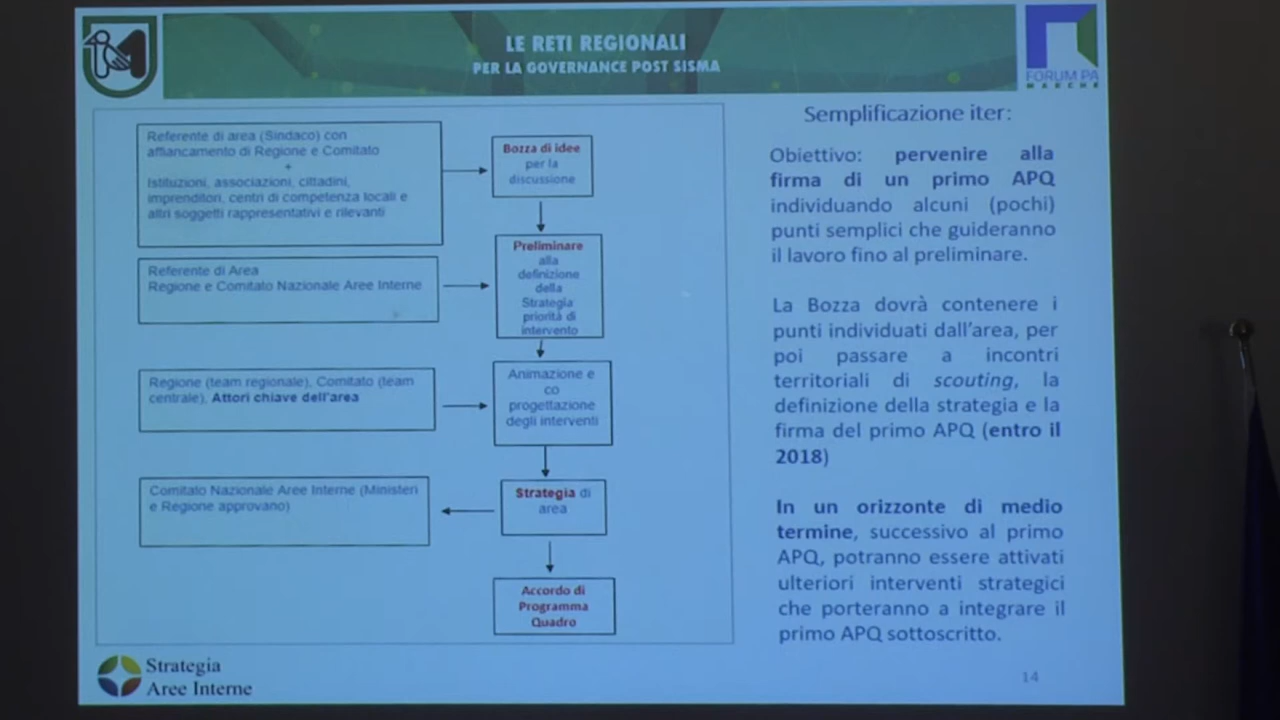 LE RETI REGIONALI
PER LA GOVERNANCE POST SISMA
FORUM PA
MARCHE
Referente di area (Sindaco) con
affiancamento di Regione e Comitato
+
Istituzioni, associazioni, cittadini,
imprenditori, centri di competenza locali e
altri soggetti rappresentativi e rilevanti
Bozza di idee
per la
discussione
Referente di Area
Regione e Comitato Nazionale Aree Interne
Preliminare
alla
definizione
della
Strategia
priorità di
intervento
Regione (team regionale), Comitato (team
centrale), Attori chiave dell'area
Animazione e
co
progettazione
degli interventi
Comitato Nazionale Aree Interne (Ministeri
e Regione approvano)
Strategia di
area
Accordo di
Programma
Quadro
Semplificazione iter:
Obiettivo: pervenire alla
firma di un primo APQ
individuando alcuni (pochi)
punti semplici che guideranno
il lavoro fino al preliminare.
La Bozza dovrà contenere i
punti individuati dall'area, per
poi passare a incontri
territoriali di scouting, la
definizione della strategia e la
firma del primo APQ (entro il
2018)
In un orizzonte di medio
termine, successivo al primo
APQ, potranno essere attivati
ulteriori interventi strategici
che porteranno a integrare il
primo APQ sottoscritto.
Strategia
Aree Interne
14